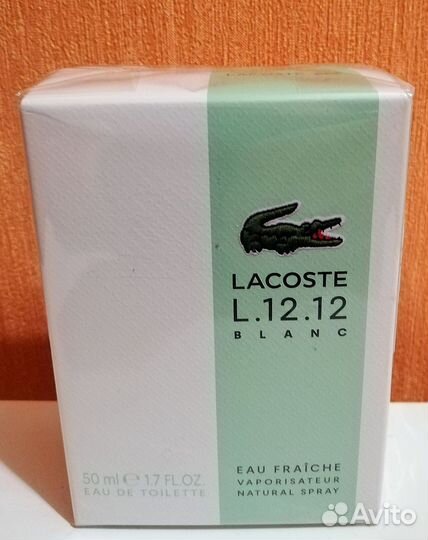 LACOSTE
LACOSTE
L.12.12
BLANC
50 ml ℮ 1.7 FL.OZ.
EAU DE TOILETTE
EAU FRAÎCHE
VAPORISATEUR
NATURAL SPRAY
Avito